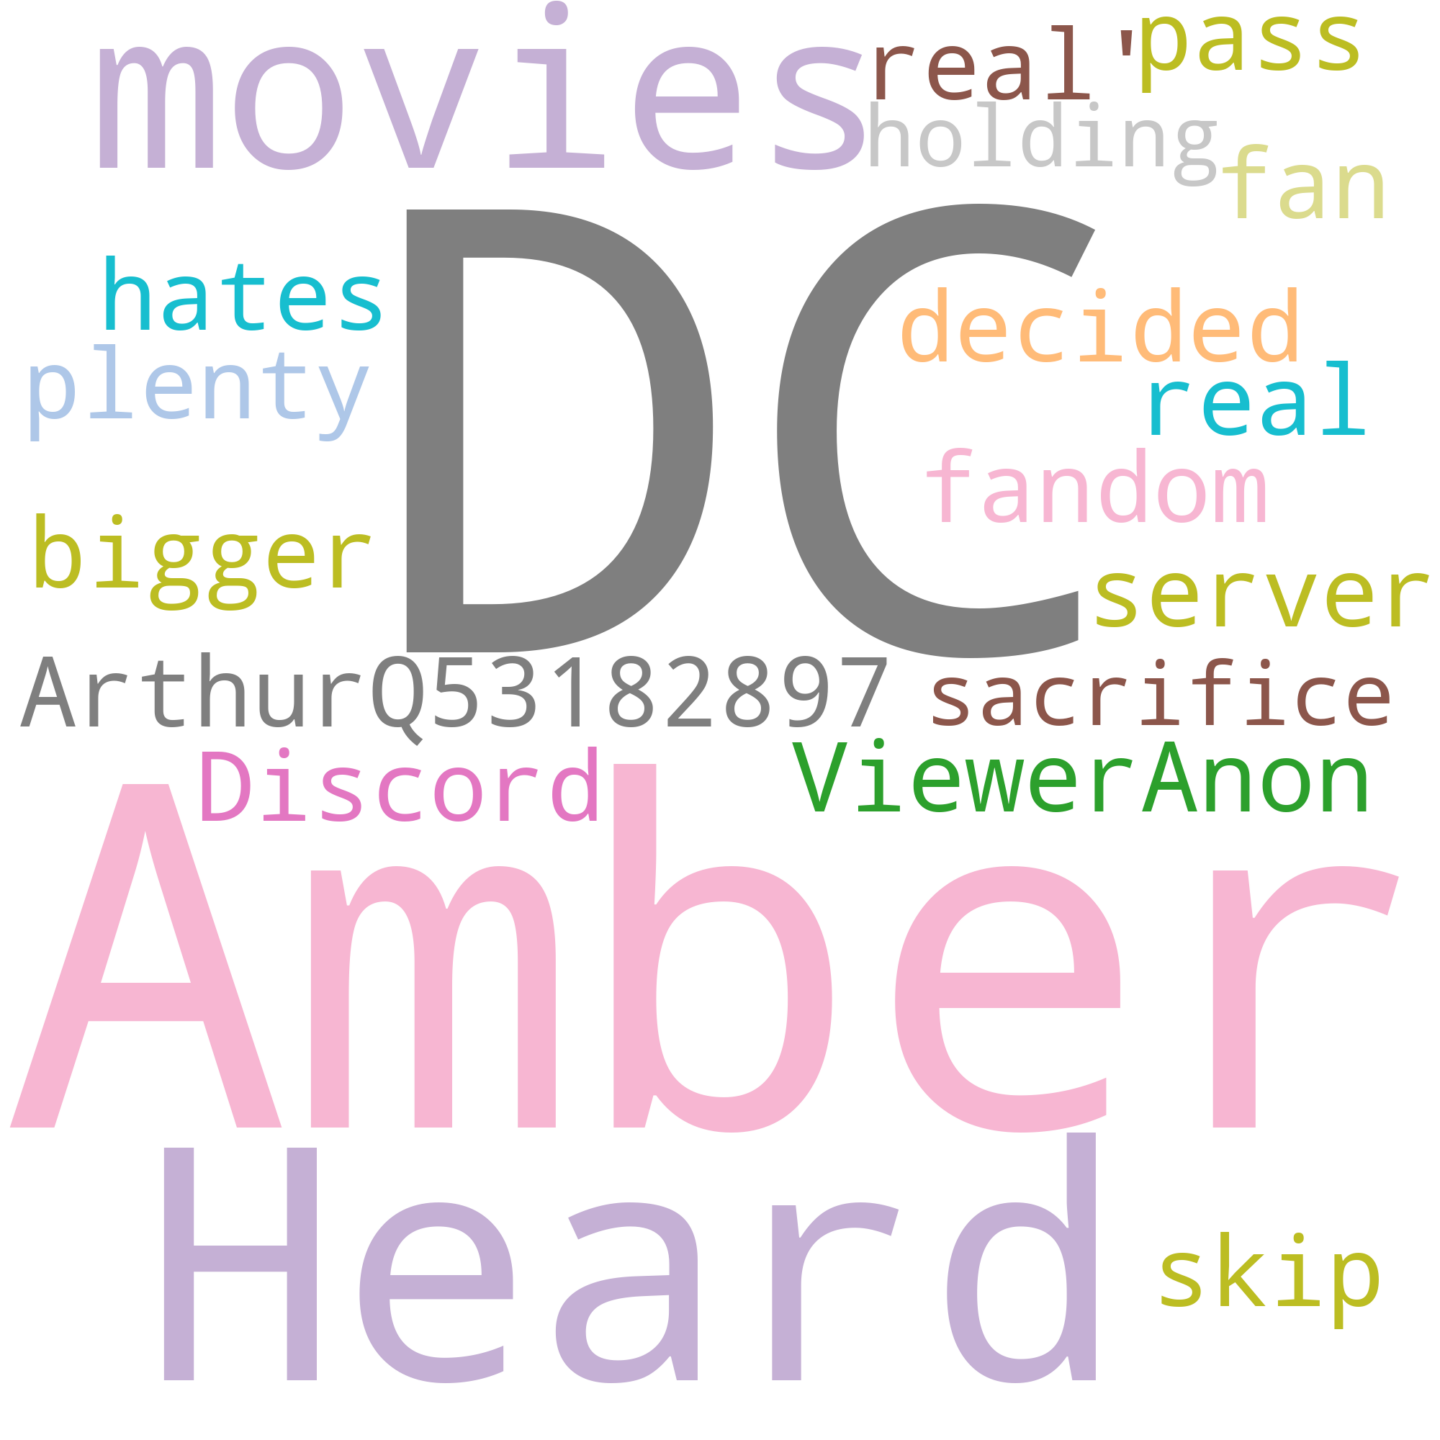 movies
real'
pass
holding
fan
DC
hates
decided
plenty
real
fandom
bigger
server
ArthurQ53182897
sacrifice
Discord
ViewerAnon
Amber
Heard
skip